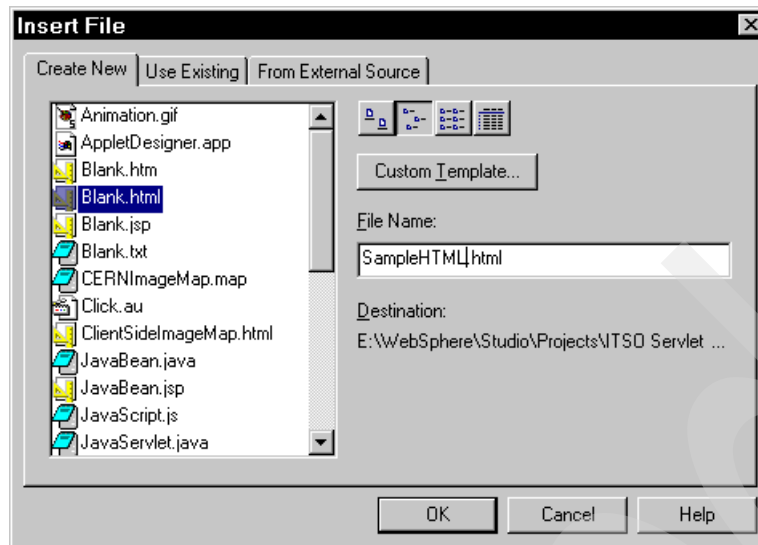 Insert File
Create New
Use Existing
From External Source
Animation.gif
AppletDesigner.app
Blank.htm
Blank.html
Blank.jsp
Blank.txt
CERNImageMap.map
Click.au
ClientSideImageMap.html
JavaBean.java
JavaBean.jsp
JavaScript.js
JavaServlet.java
Custom Template...
File Name:
SampleHTML.html
Destination:
E:\WebSphere\Studio\Projects\ITSO Servlet ...
OK
Cancel
Help